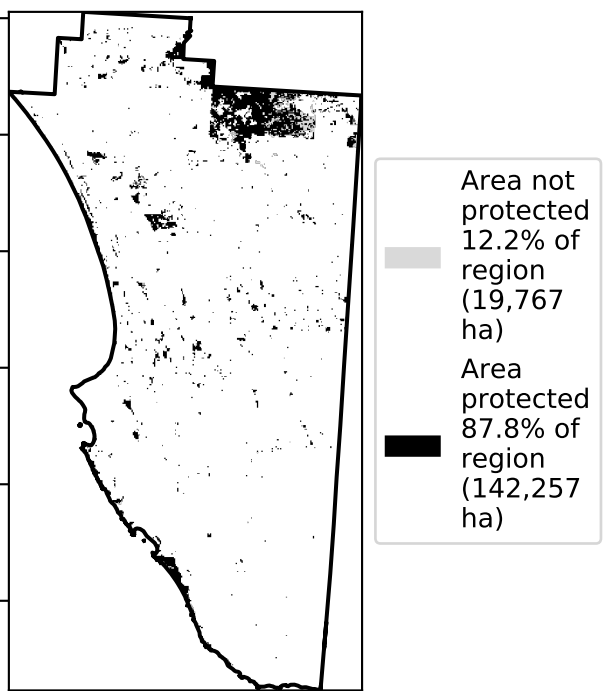 Area not
protected
12.2% of
region
(19,767
ha)
Area
protected
87.8% of
region
(142,257
ha)